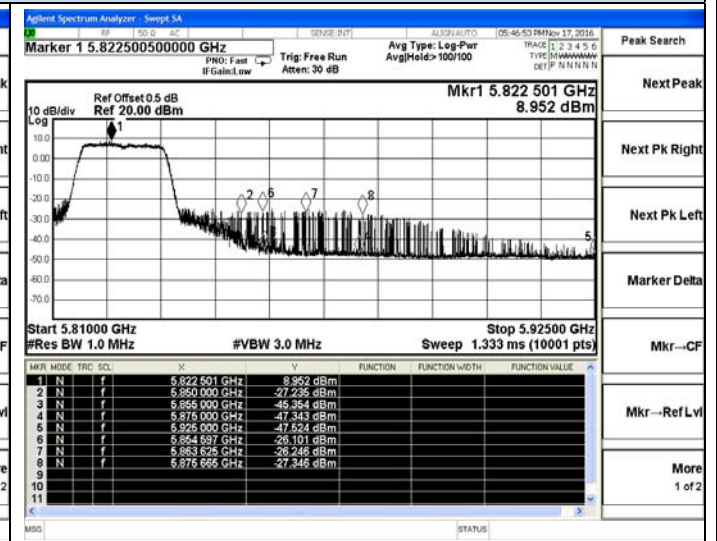 Agilent Spectrum Analyzer - Swept SA
RF 50 Ω AC SENSE:INT ALIGN AUTO 05:46:53 PM Nov 17, 2016
Marker 1 5.822500500000 GHz
PNO: Fast
IFGain:Low
Trig: Free Run
Atten: 30 dB
Avg Type: Log-Pwr
Avg|Hold:>100/100
TRACE 1 2 3 4 5 6
TYPE MWWWWW
DET P N N N N N
Peak Search
Mkr1 5.822 501 GHz
8.952 dBm
Ref Offset 0.5 dB
10 dB/div Ref 20.00 dBm
Log
10.0
0.00
-10.0
-20.0
-30.0
-40.0
-50.0
-60.0
-70.0
1
2 6 7 8
5
Start 5.81000 GHz Stop 5.92500 GHz
#Res BW 1.0 MHz #VBW 3.0 MHz Sweep 1.333 ms (10001 pts)
MKR MODE TRC SCL X Y FUNCTION FUNCTION WIDTH FUNCTION VALUE
1 N f 5.822 501 GHz 8.952 dBm
2 N f 5.850 000 GHz -27.235 dBm
3 N f 5.855 000 GHz -45.354 dBm
4 N f 5.875 000 GHz -47.343 dBm
5 N f 5.925 000 GHz -47.524 dBm
6 N f 5.854 597 GHz -26.101 dBm
7 N f 5.863 625 GHz -26.246 dBm
8 N f 5.875 665 GHz -27.346 dBm
9
10
11
MSG STATUS
Next Peak
Next Pk Right
Next Pk Left
Marker Delta
Mkr→CF
Mkr→Ref Lvl
More
1 of 2